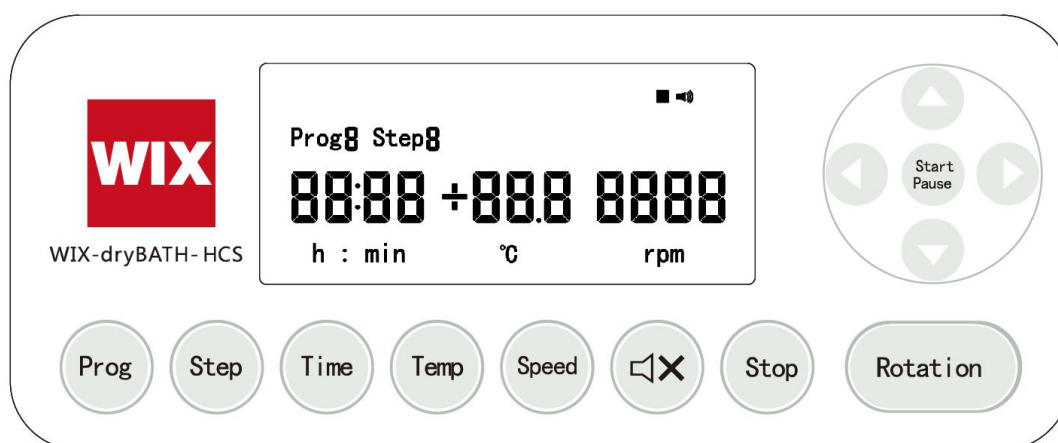 WIX
WIX-dryBATH-HCS
Prog8 Step8
88:88 ÷88.8 8888
h : min ℃ rpm
Start
Pause
Prog
Step
Time
Temp
Speed
Stop
Rotation